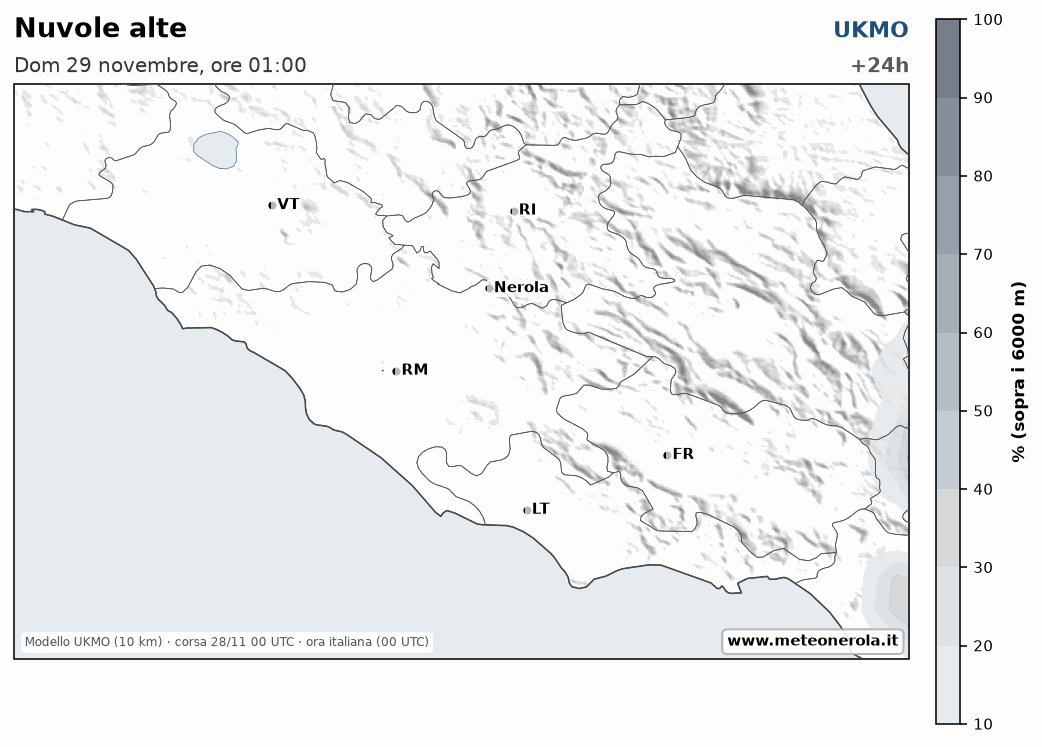 Nuvole alte
UKMO
Dom 29 novembre, ore 01:00
+24h
100
90
80
70
60
50
40
30
20
10
% (sopra i 6000 m)
VT
RI
Nerola
RM
FR
LT
Modello UKMO (10 km) · corsa 28/11 00 UTC · ora italiana (00 UTC)
www.meteonerola.it